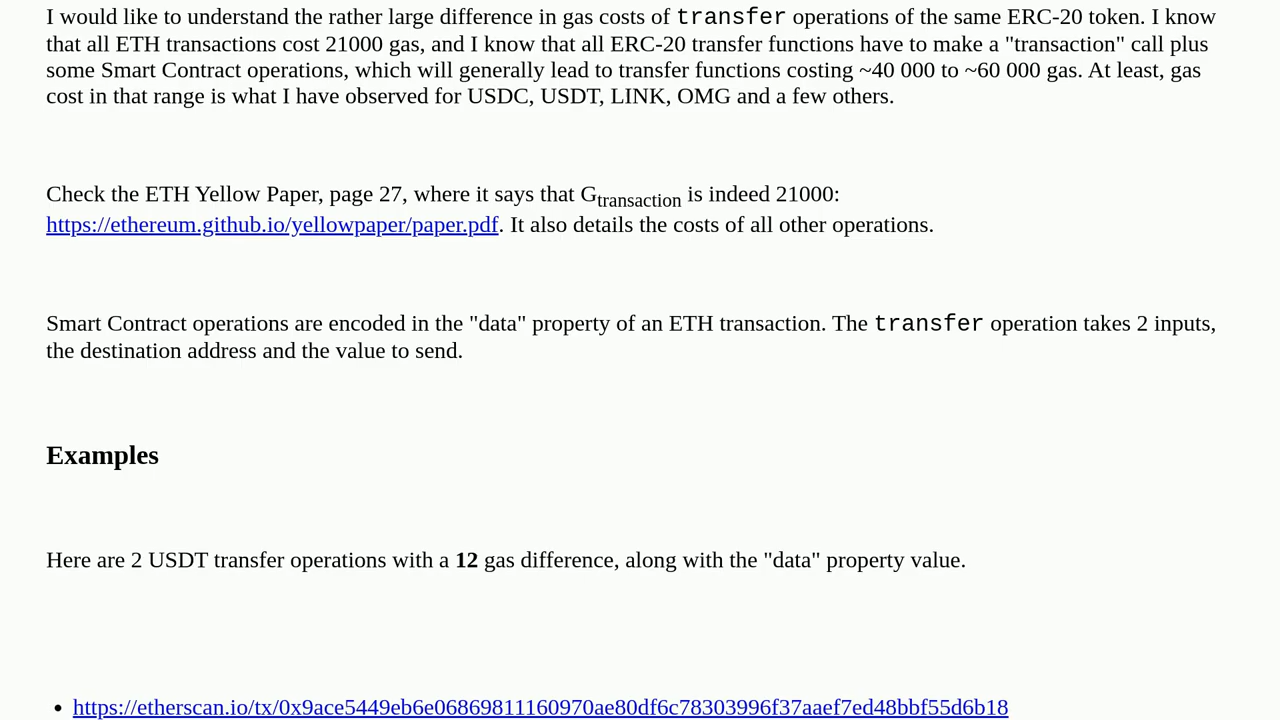 I would like to understand the rather large difference in gas costs of transfer operations of the same ERC-20 token. I know
that all ETH transactions cost 21000 gas, and I know that all ERC-20 transfer functions have to make a "transaction" call plus
some Smart Contract operations, which will generally lead to transfer functions costing ~40 000 to ~60 000 gas. At least, gas
cost in that range is what I have observed for USDC, USDT, LINK, OMG and a few others.
Check the ETH Yellow Paper, page 27, where it says that Gtransaction is indeed 21000:
https://ethereum.github.io/yellowpaper/paper.pdf. It also details the costs of all other operations.
Smart Contract operations are encoded in the "data" property of an ETH transaction. The transfer operation takes 2 inputs,
the destination address and the value to send.
Examples
Here are 2 USDT transfer operations with a 12 gas difference, along with the "data" property value.
• https://etherscan.io/tx/0x9ace5449eb6e06869811160970ae80df6c78303996f37aaef7ed48bbf55d6b18